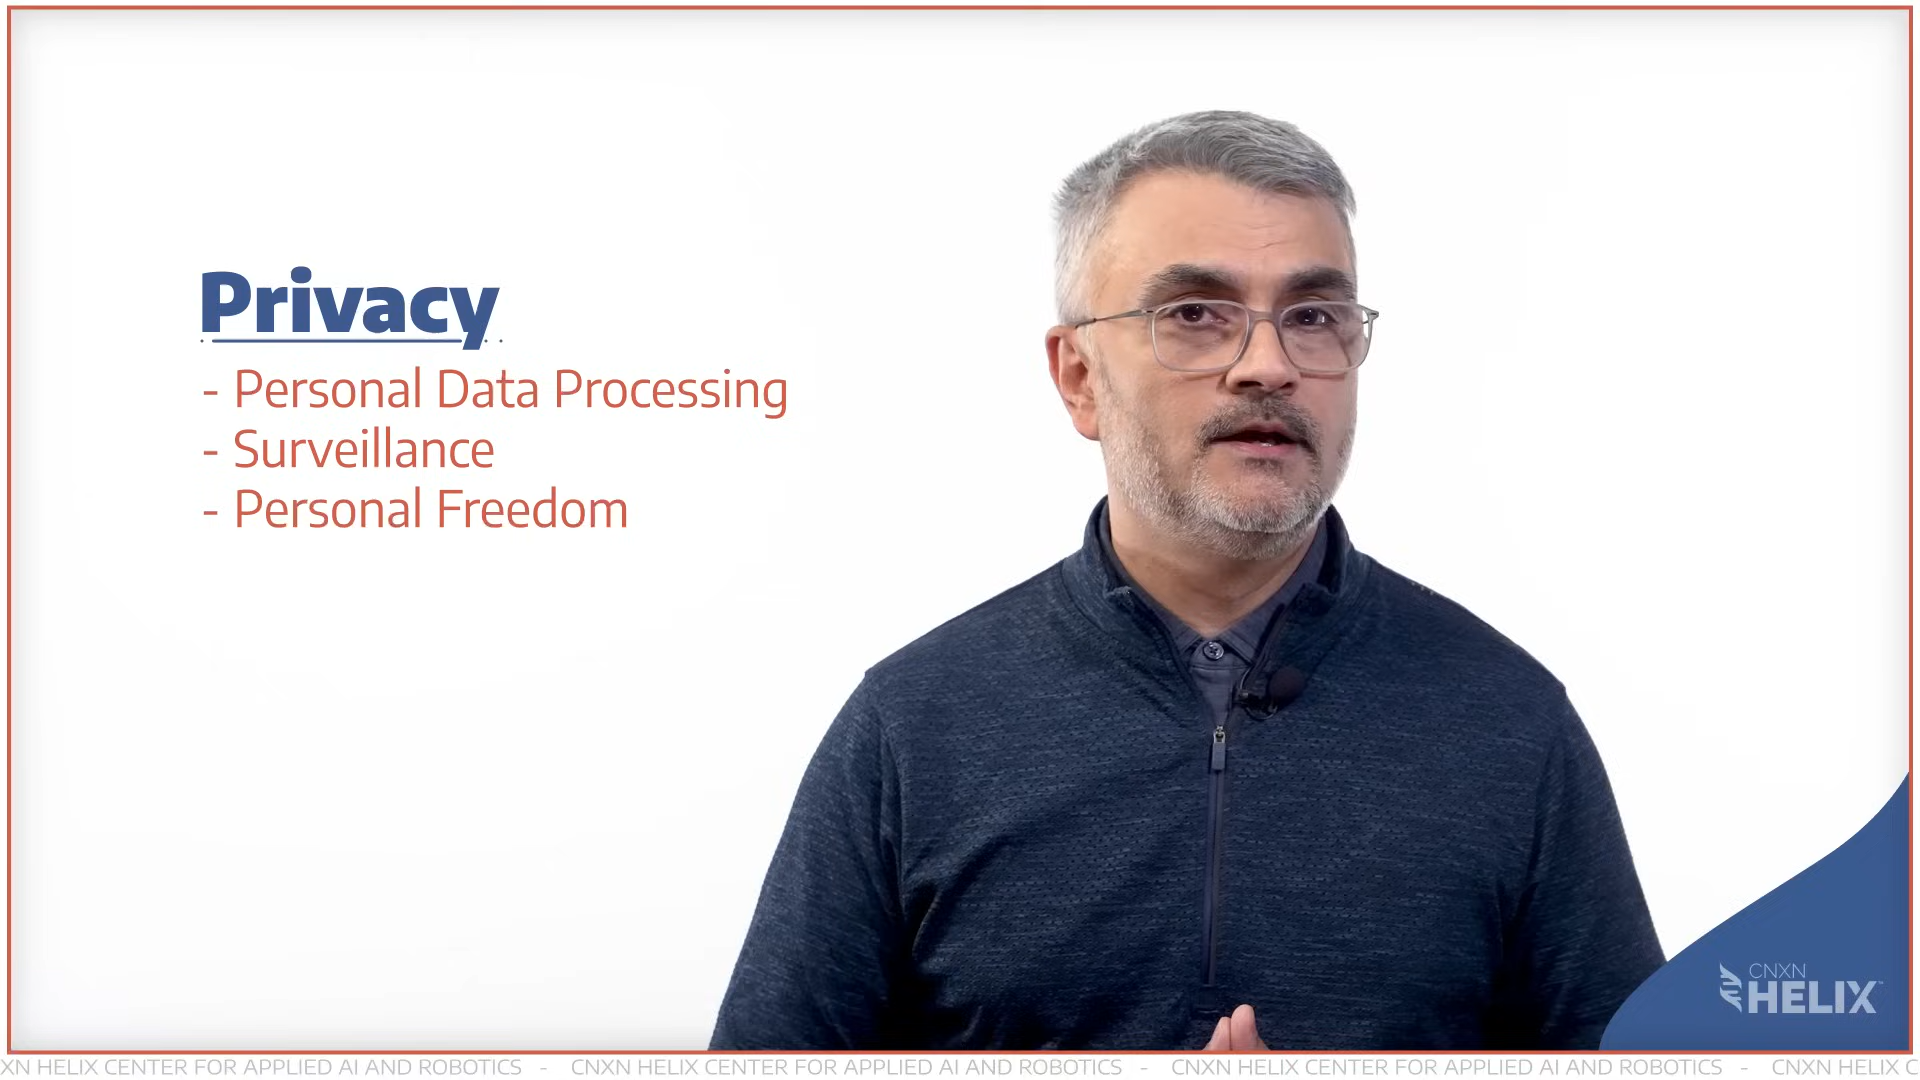 Privacy
- Personal Data Processing
- Surveillance
- Personal Freedom
CNXN
HELIX
XN HELIX CENTER FOR APPLIED AI AND ROBOTICS - CNXN HELIX CENTER FOR APPLIED AI AND ROBOTICS - CNXN HELIX CENTER FOR APPLIED AI AND ROBOTICS - CNXN HELIX C